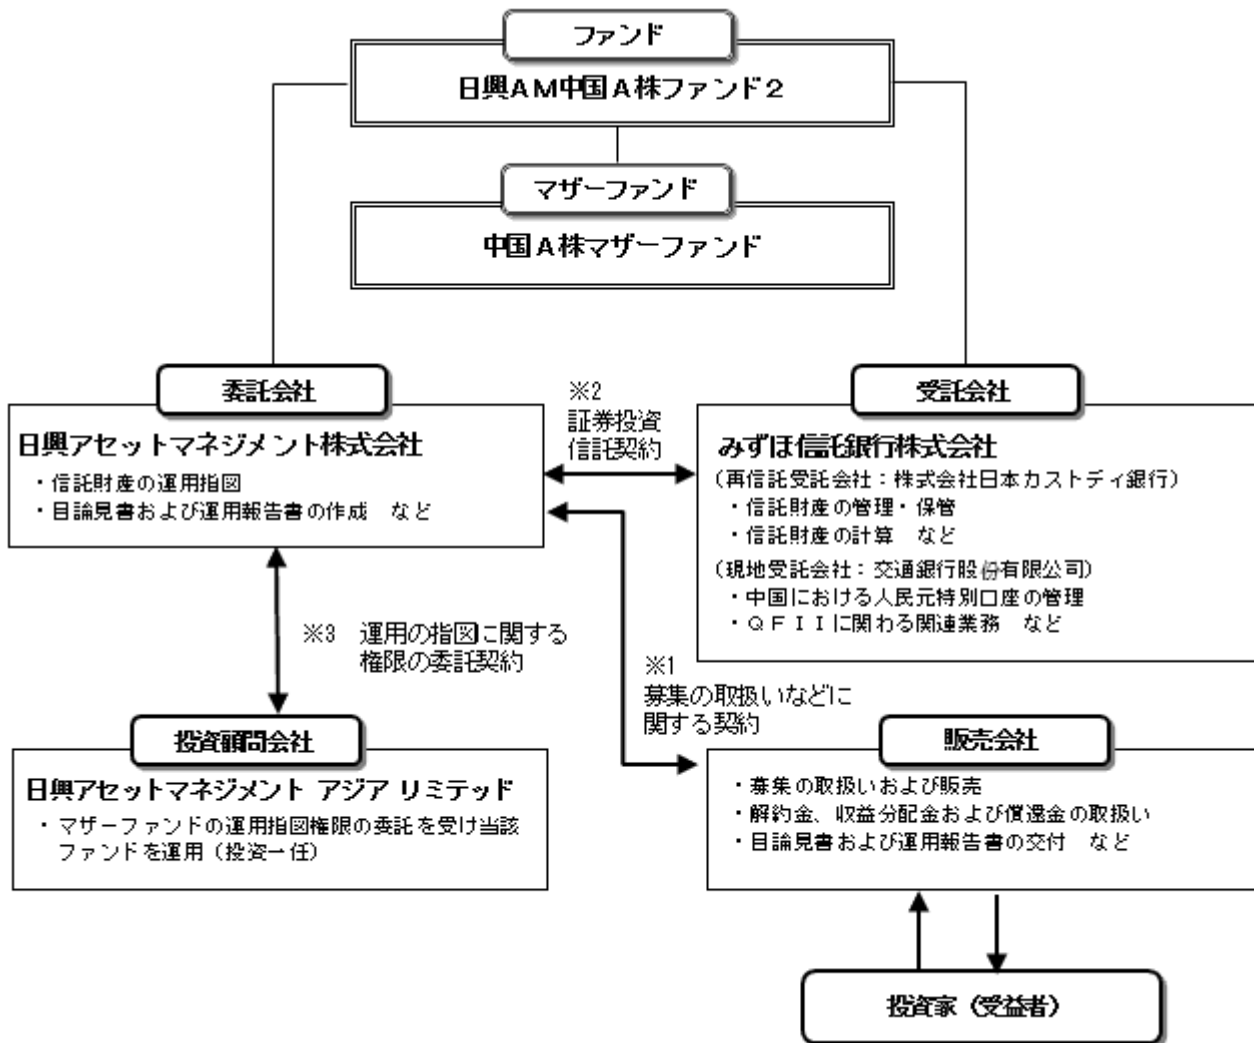 ファンド
日興AM中国A株ファンド2
マザーファンド
中国A株マザーファンド
委託会社
日興アセットマネジメント株式会社
・信託財産の運用指図
・目論見書および運用報告書の作成　など
※2
証券投資
信託契約
受託会社
みずほ信託銀行株式会社
(再信託受託会社：株式会社日本カストディ銀行)
・信託財産の管理・保管
・信託財産の計算　など
(現地受託会社：交通銀行股份有限公司)
・中国における人民元特別口座の管理
・QFIIに関わる関連業務　など
※3　運用の指図に関する
権限の委託契約
※1
募集の取扱いなどに
関する契約
投資顧問会社
日興アセットマネジメント アジア リミテッド
・マザーファンドの運用指図権限の委託を受け当該
ファンドを運用（投資一任）
販売会社
・募集の取扱いおよび販売
・解約金、収益分配金および償還金の取扱い
・目論見書および運用報告書の交付　など
投資家（受益者）